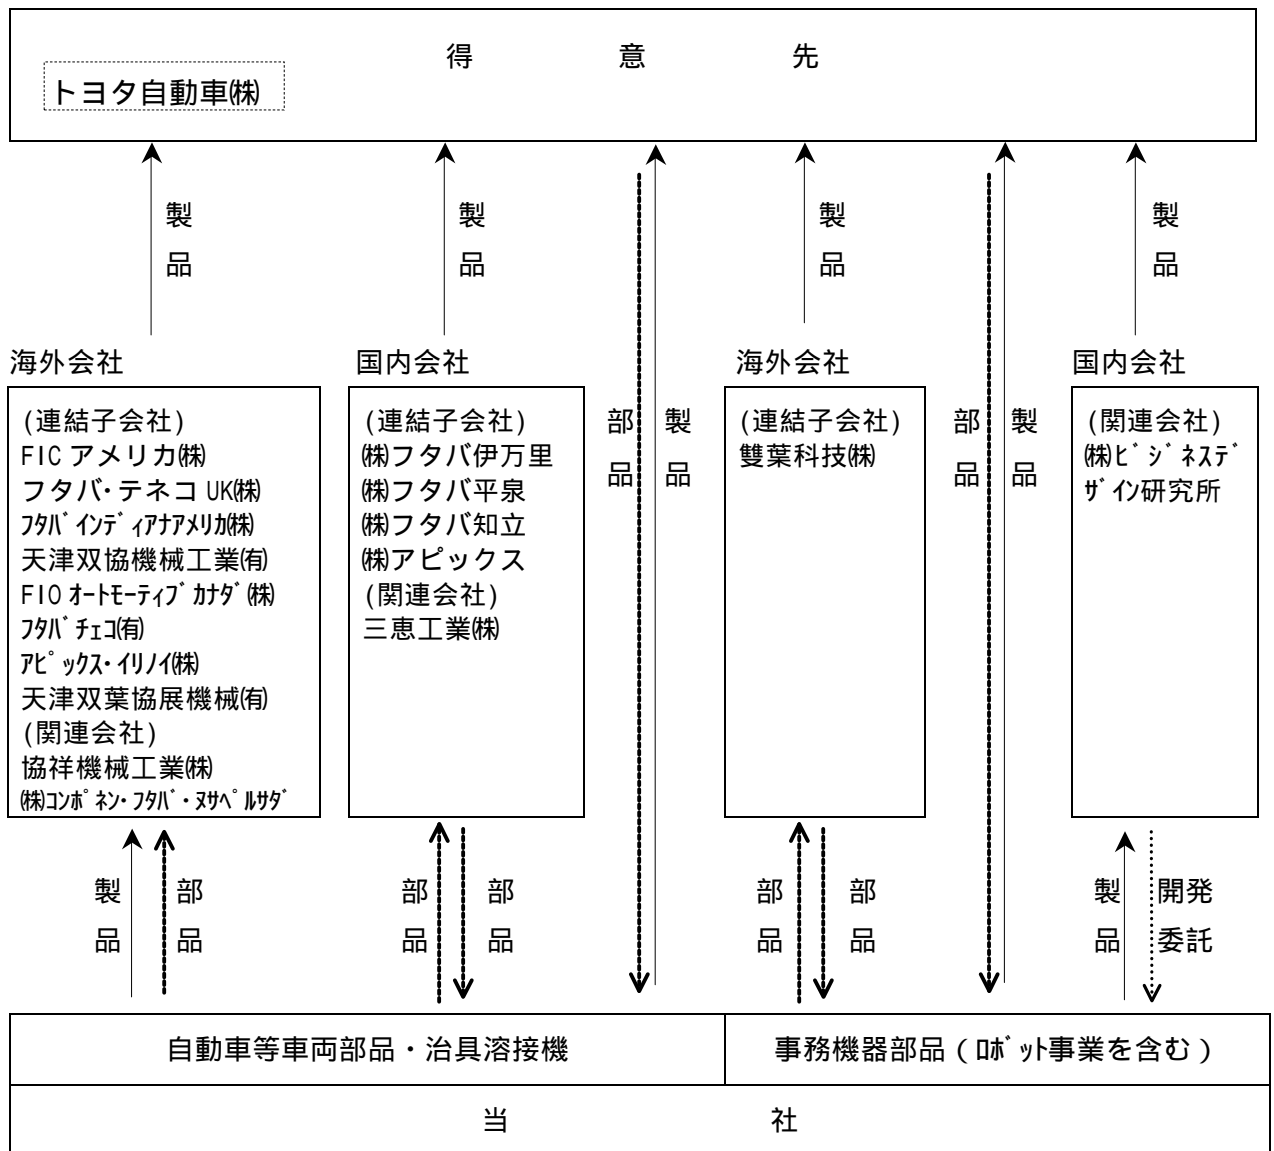 得意先
トヨタ自動車㈱
製品
製品
製品
製品
海外会社
国内会社
海外会社
国内会社
(連結子会社)
FIC アメリカ㈱
フタバ・テネコ UK㈱
ﾌﾀﾊﾞｲﾝﾃﾞｨｱﾅｱﾒﾘｶ㈱
天津双協機械工業㈲
FIO ｵｰﾄﾓｰﾃｨﾌﾞｶﾅﾀﾞ㈱
ﾌﾀﾊﾞﾁｪｺ㈲
ｱﾋﾟｯｸｽ・ｲﾘﾉｲ㈱
天津双葉協展機械㈲
(関連会社)
協祥機械工業㈱
㈱ｺﾝﾎﾟﾈﾝ・ﾌﾀﾊﾞ・ﾇｻﾍﾟﾙｻﾀﾞ
(連結子会社)
㈱フタバ伊万里
㈱フタバ平泉
㈱フタバ知立
㈱アピックス
(関連会社)
三恵工業㈱
部品
製品
(連結子会社)
雙葉科技㈱
部品
製品
(関連会社)
㈱ﾋﾞｼﾞﾈｽﾃﾞ
ｻﾞｲﾝ研究所
製品
部品
部品
部品
部品
部品
製品
開発
委託
自動車等車両部品・治具溶接機
事務機器部品（ﾛﾎﾞｯﾄ事業を含む）
当社